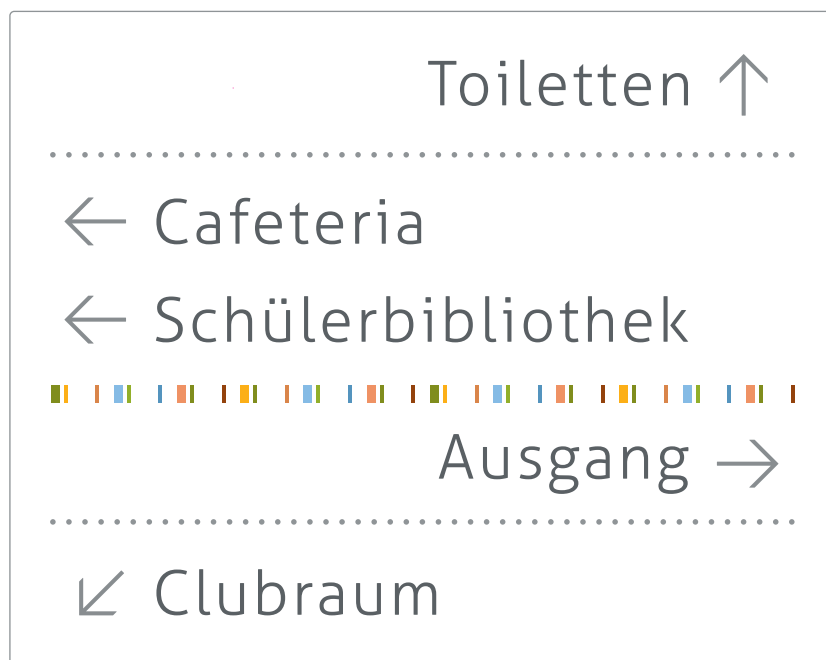 Toiletten ↑
← Cafeteria
← Schülerbibliothek
Ausgang →
↙ Clubraum